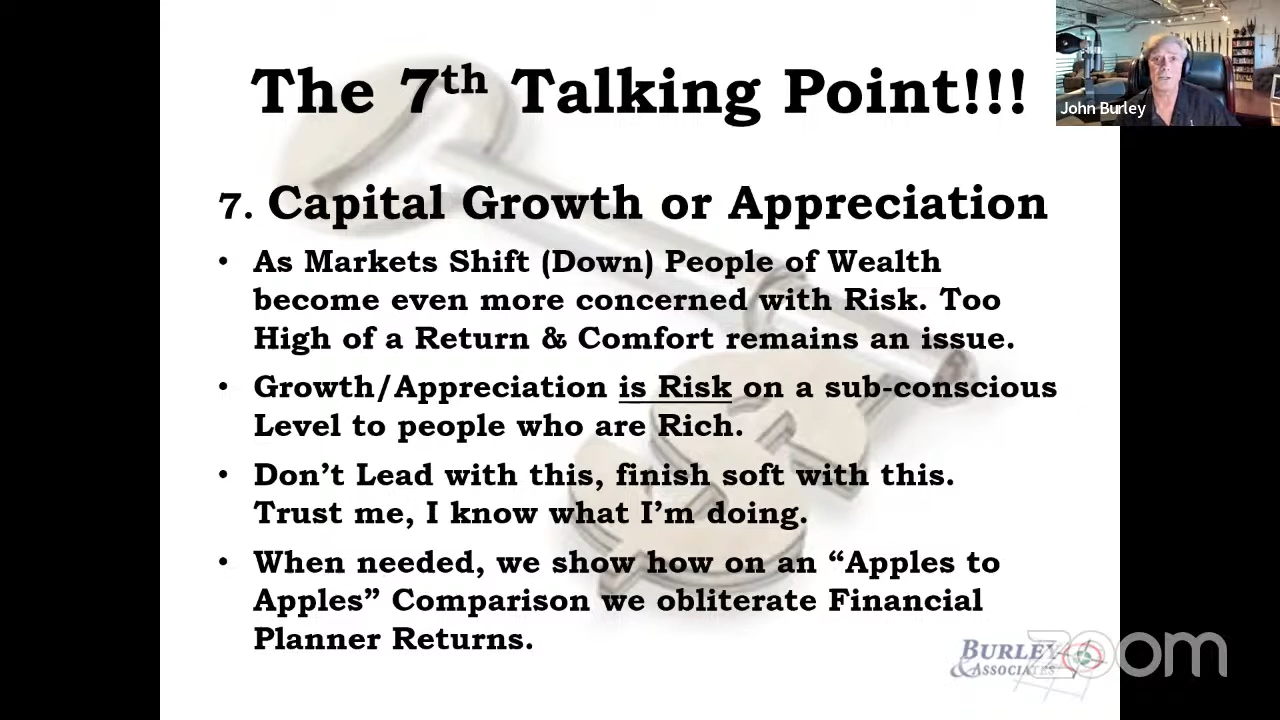 The 7th Talking Point!!!
John Burley
7. Capital Growth or Appreciation
• As Markets Shift (Down) People of Wealth
become even more concerned with Risk. Too
High of a Return & Comfort remains an issue.
• Growth/Appreciation is Risk on a sub-conscious
Level to people who are Rich.
• Don’t Lead with this, finish soft with this.
Trust me, I know what I’m doing.
• When needed, we show how on an “Apples to
Apples” Comparison we obliterate Financial
Planner Returns.
BURLEY
& ASSOCIATES
zoom